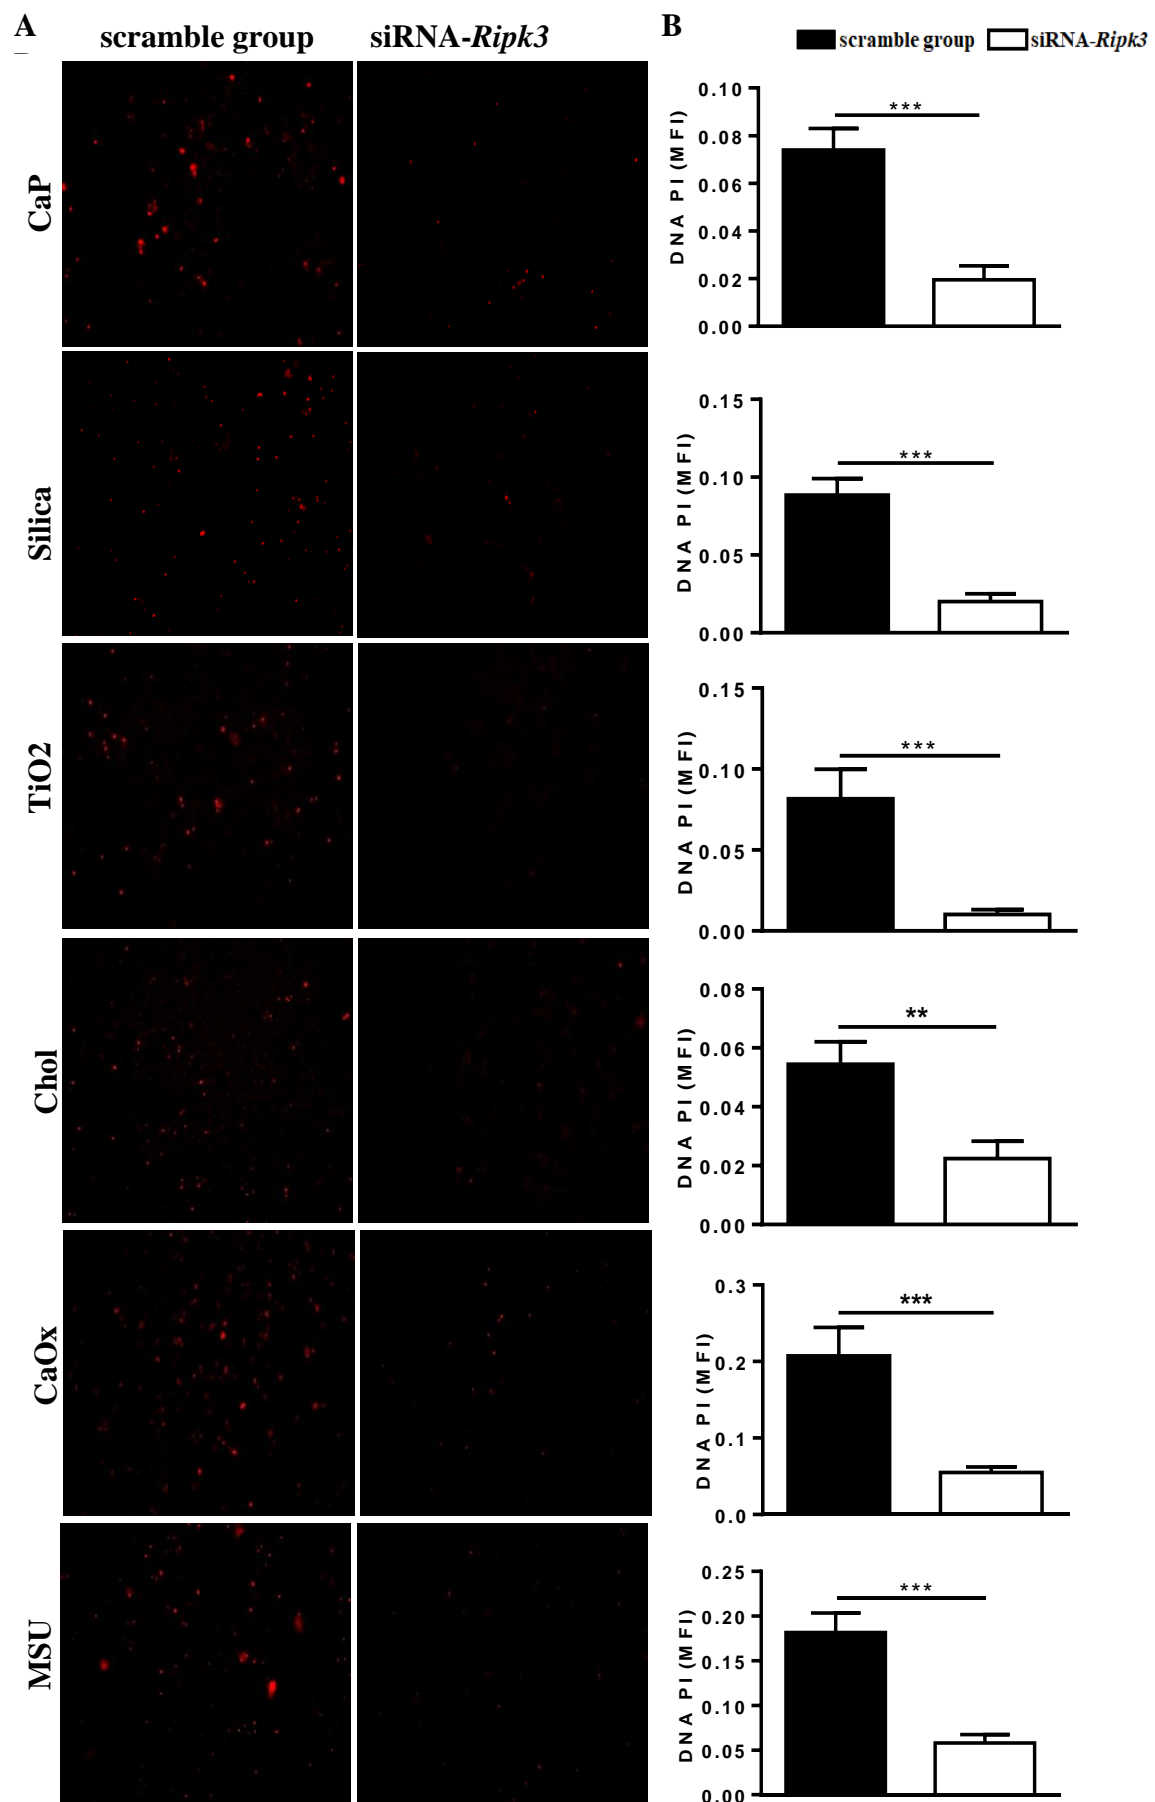 A
scramble group siRNA-Ripk3
B
scramble group siRNA-Ripk3
CaP
DNA PI (MFI)
0.10
0.08
0.06
0.04
0.02
0.00
***
Silica
DNA PI (MFI)
0.15
0.10
0.05
0.00
***
TiO2
DNA PI (MFI)
0.15
0.10
0.05
0.00
***
Chol
DNA PI (MFI)
0.08
0.06
0.04
0.02
0.00
**
CaOx
DNA PI (MFI)
0.3
0.2
0.1
0.0
***
MSU
DNA PI (MFI)
0.25
0.20
0.15
0.10
0.05
0.00
***